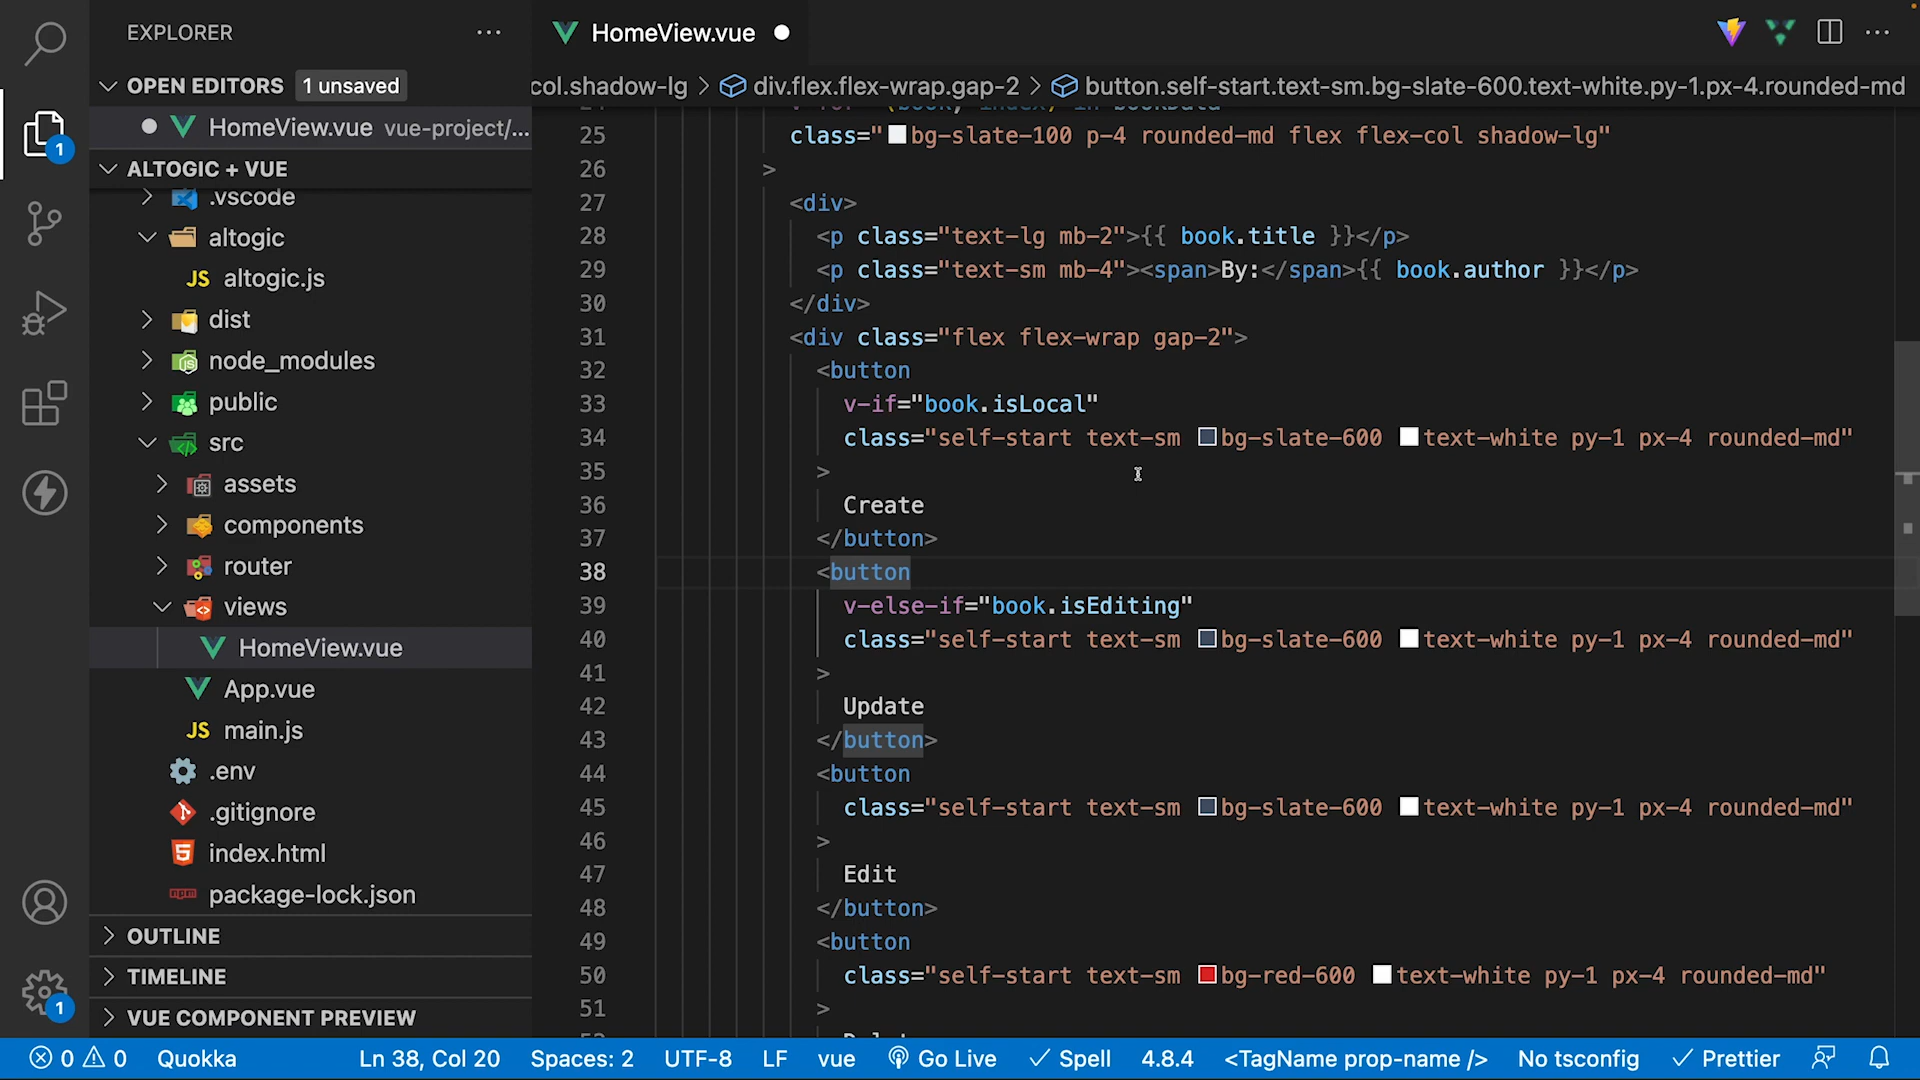 EXPLORER
HomeView.vue
OPEN EDITORS 1 unsaved
col.shadow-lg > div.flex.flex-wrap.gap-2 > button.self-start.text-sm.bg-slate-600.text-white.py-1.px-4.rounded-md
HomeView.vue vue-project/...
1
ALTOGIC + VUE
.vscode
altogic
JS altogic.js
dist
node_modules
public
src
assets
components
router
views
HomeView.vue
App.vue
JS main.js
.env
.gitignore
index.html
package-lock.json
OUTLINE
TIMELINE
1
VUE COMPONENT PREVIEW
25 class="bg-slate-100 p-4 rounded-md flex flex-col shadow-lg"
26 >
27 <div>
28 <p class="text-lg mb-2">{{ book.title }}</p>
29 <p class="text-sm mb-4"><span>By:</span>{{ book.author }}</p>
30 </div>
31 <div class="flex flex-wrap gap-2">
32 <button
33 v-if="book.isLocal"
34 class="self-start text-sm bg-slate-600 text-white py-1 px-4 rounded-md"
35 >
36 Create
37 </button>
38 <button
39 v-else-if="book.isEditing"
40 class="self-start text-sm bg-slate-600 text-white py-1 px-4 rounded-md"
41 >
42 Update
43 </button>
44 <button
45 class="self-start text-sm bg-slate-600 text-white py-1 px-4 rounded-md"
46 >
47 Edit
48 </button>
49 <button
50 class="self-start text-sm bg-red-600 text-white py-1 px-4 rounded-md"
51 >
0 0 Quokka Ln 38, Col 20 Spaces: 2 UTF-8 LF vue Go Live Spell 4.8.4 <TagName prop-name /> No tsconfig Prettier